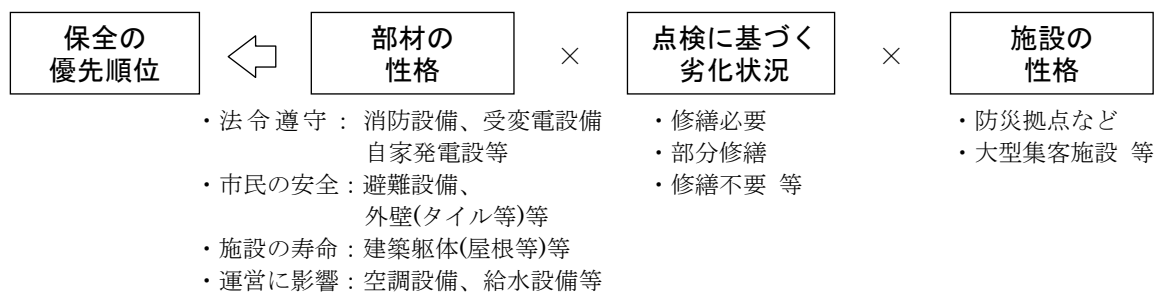 保全の
優先順位
部材の
性格
×
点検に基づく
劣化状況
×
施設の
性格
・法令遵守 : 消防設備、受変電設備
自家発電設等
・市民の安全：避難設備、
外壁(タイル等)等
・施設の寿命：建築躯体(屋根等)等
・運営に影響：空調設備、給水設備等
・修繕必要
・部分修繕
・修繕不要 等
・防災拠点など
・大型集客施設 等